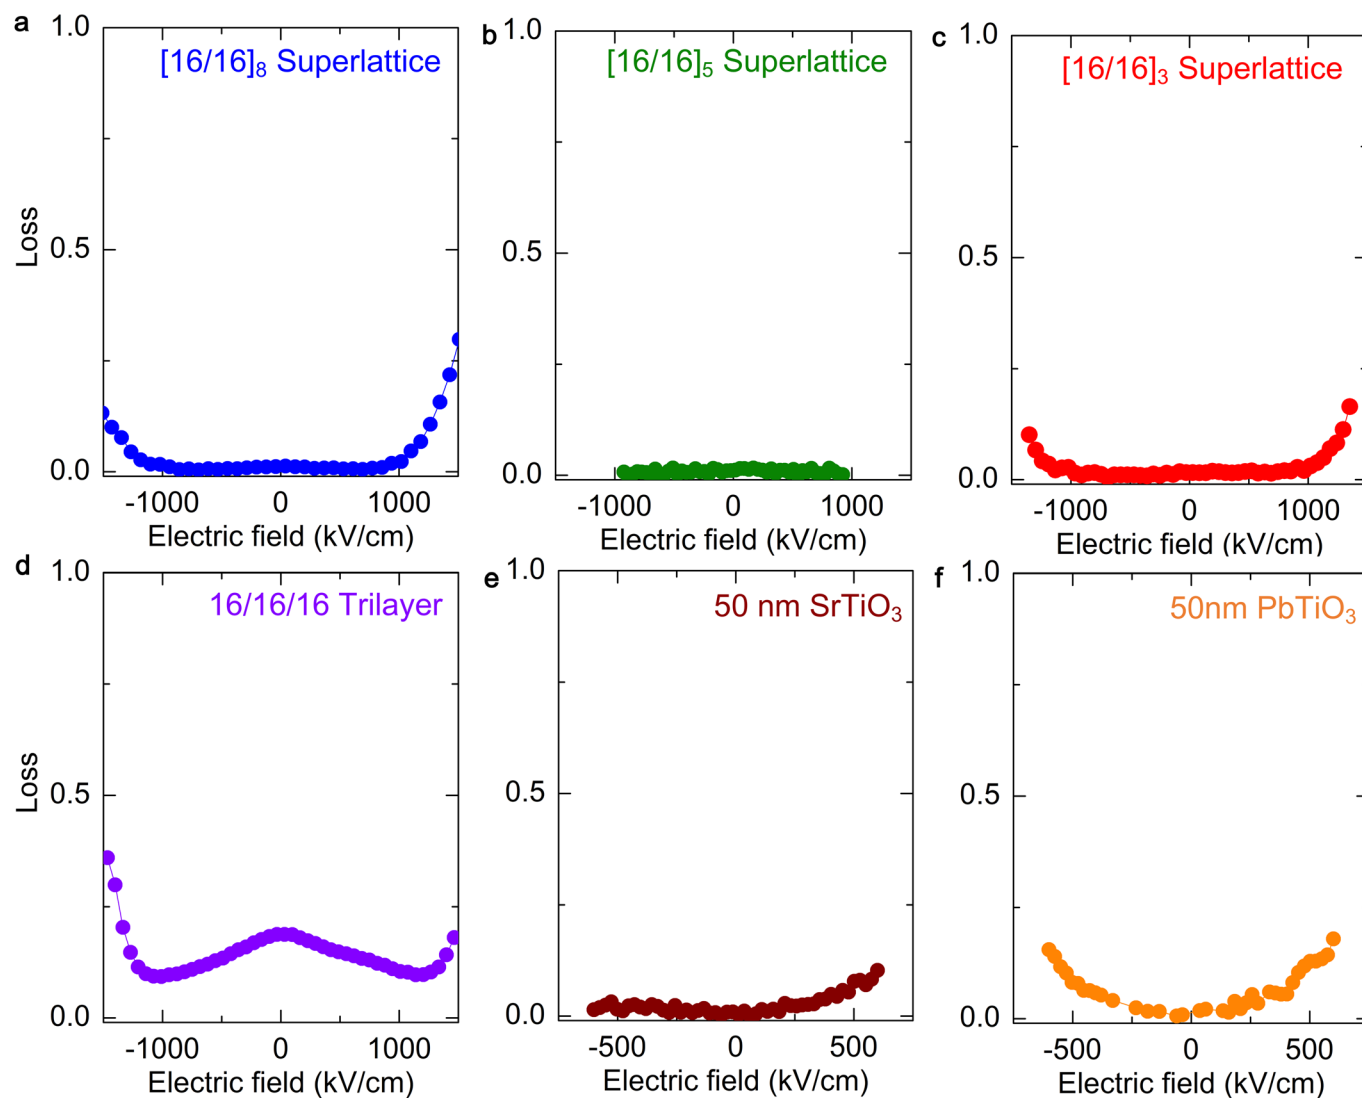 a
1.0
[16/16]8 Superlattice
0.5
0.0
Loss
-1000 0 1000
Electric field (kV/cm)
b
1.0
[16/16]5 Superlattice
0.5
0.0
-1000 0 1000
Electric field (kV/cm)
c
1.0
[16/16]3 Superlattice
0.5
0.0
-1000 0 1000
Electric field (kV/cm)
d
1.0
16/16/16 Trilayer
0.5
0.0
Loss
-1000 0 1000
Electric field (kV/cm)
e
1.0
50 nm SrTiO3
0.5
0.0
-500 0 500
Electric field (kV/cm)
f
1.0
50nm PbTiO3
0.5
0.0
-500 0 500
Electric field (kV/cm)